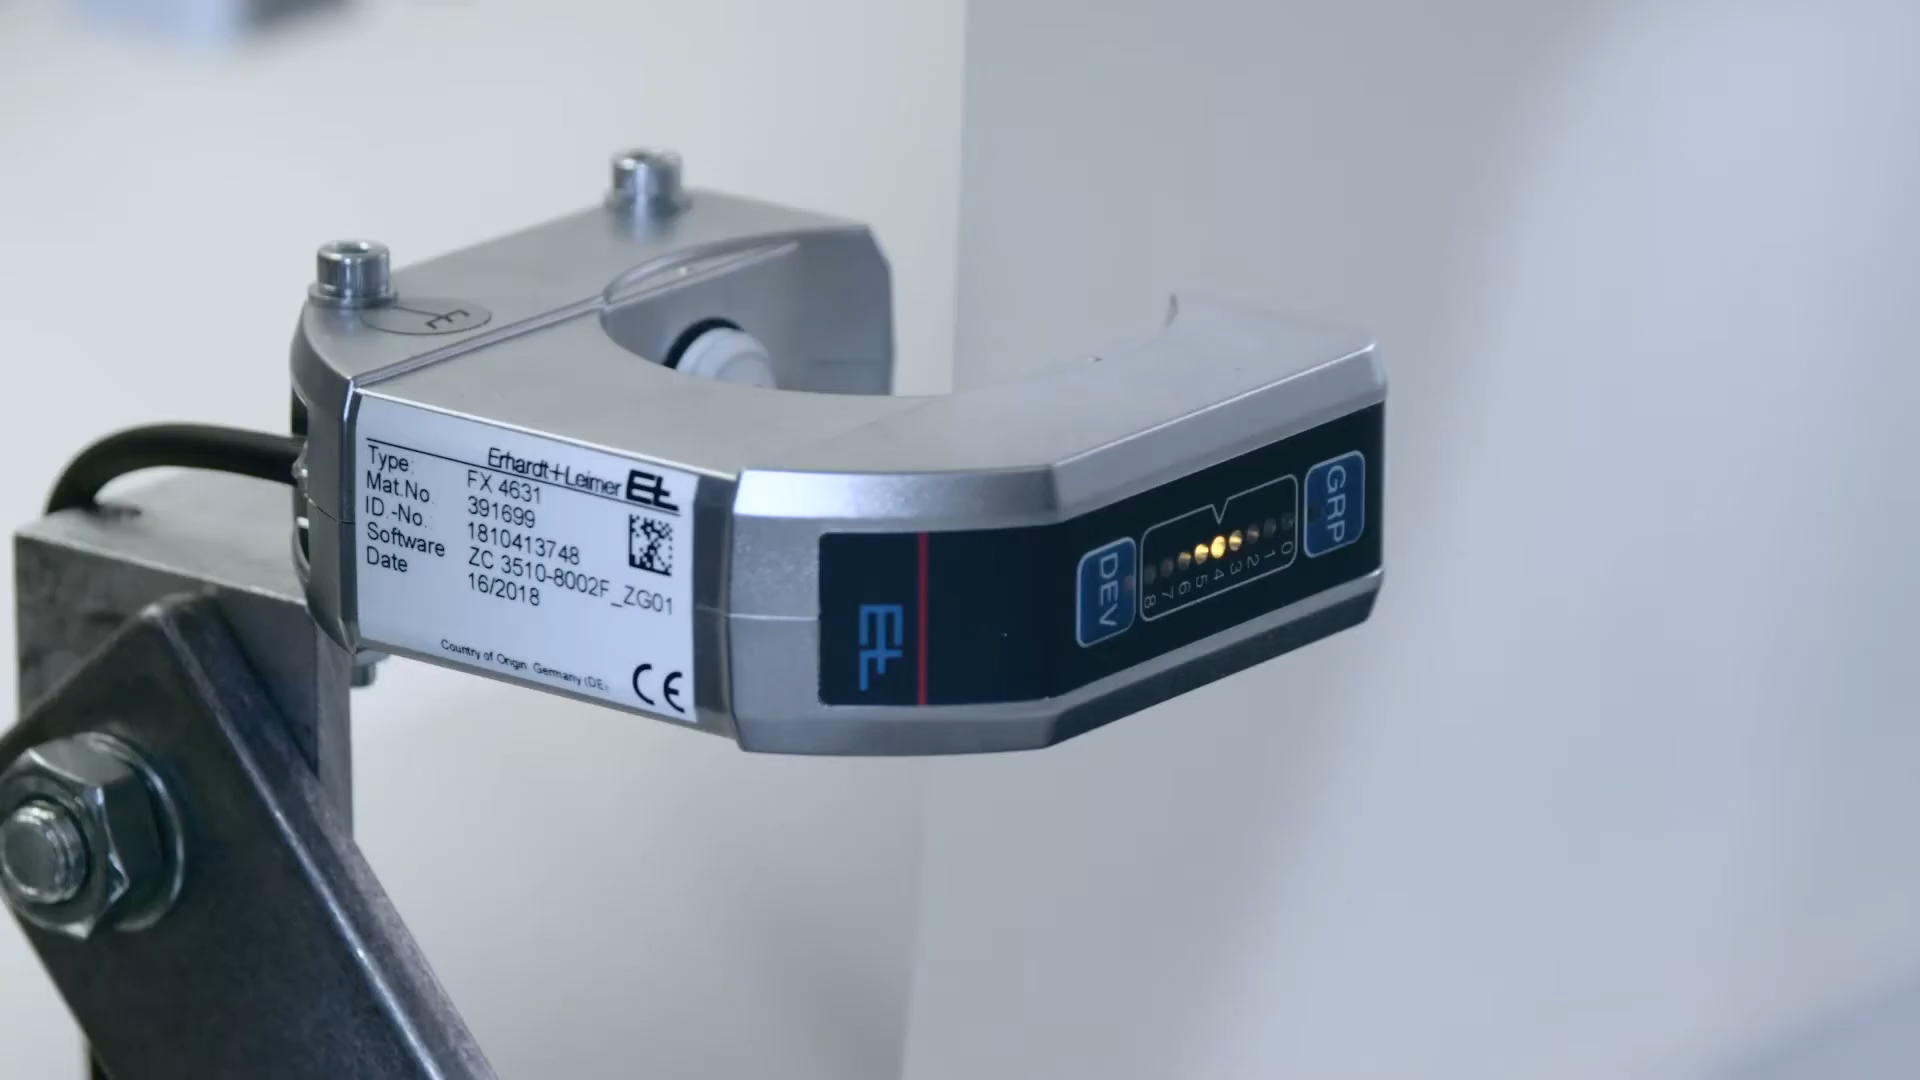 Erhardt+Leimer E+L
Type: FX 4631
Mat.No. 391699
ID.-No.: 1810413748
Software ZC 3510-8002F_ZG01
Date 16/2018
Country of Origin Germany (DE)
CE
E+L
DEV
8 7 6 5 4 3 2 1 0
GRP